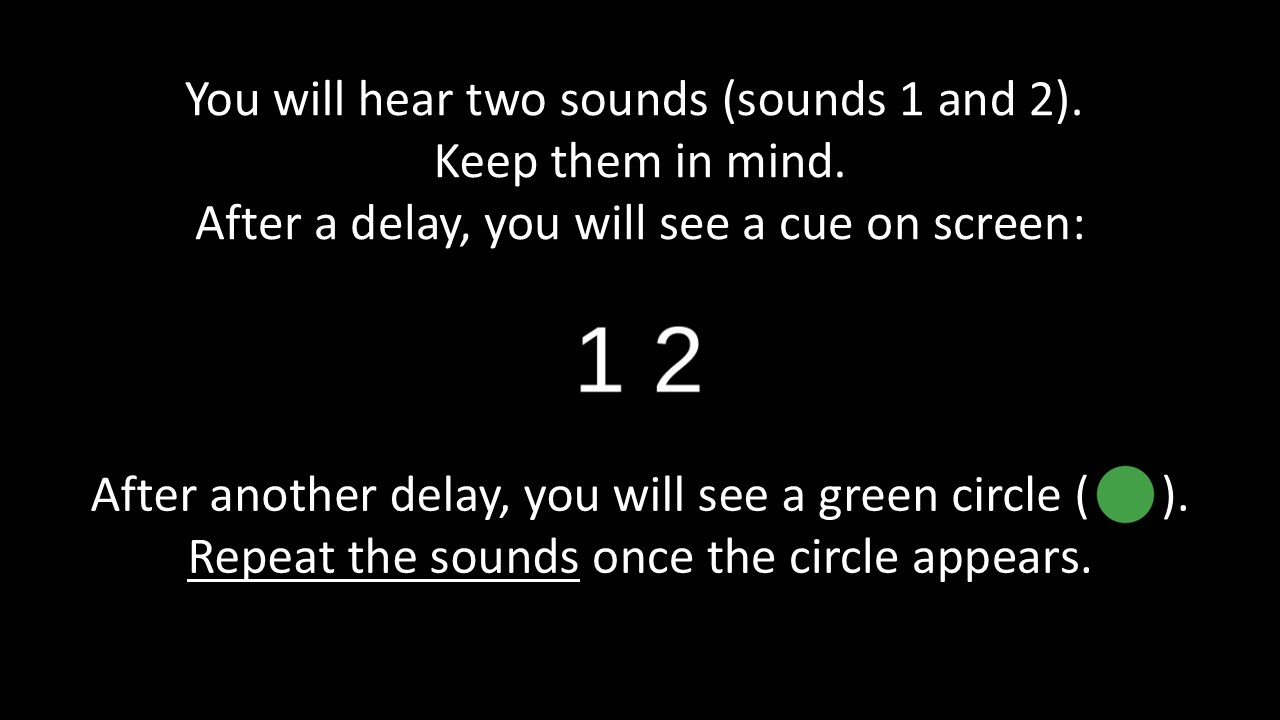 You will hear two sounds (sounds 1 and 2).
Keep them in mind.
After a delay, you will see a cue on screen:
1 2
After another delay, you will see a green circle ( ).
Repeat the sounds once the circle appears.